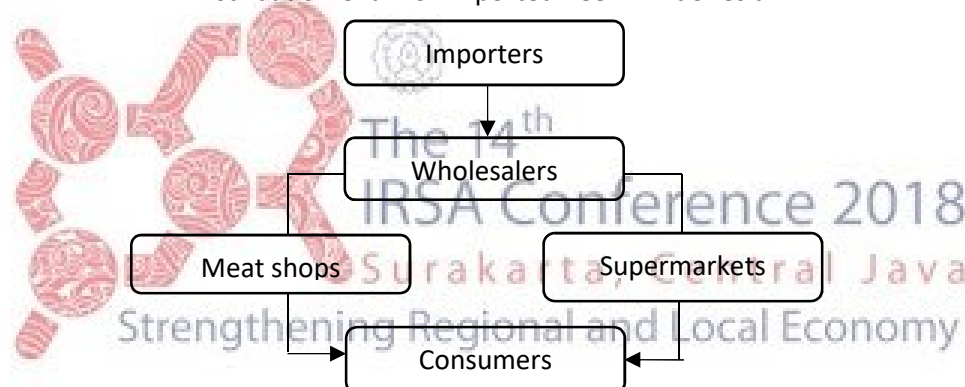 Importers
The 14th
Wholesalers
IRSA Conference 2018
Meat shops
Supermarkets
Surakarta, Central Java
Strengthening Regional and Local Economy
Consumers